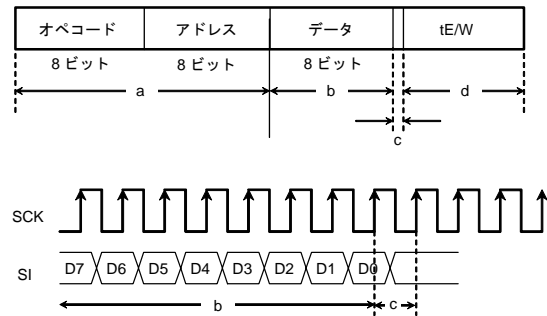 オペコード アドレス データ tE/W
8 ビット 8 ビット 8 ビット
a b d
c
SCK
SI D7 D6 D5 D4 D3 D2 D1 D0
b c